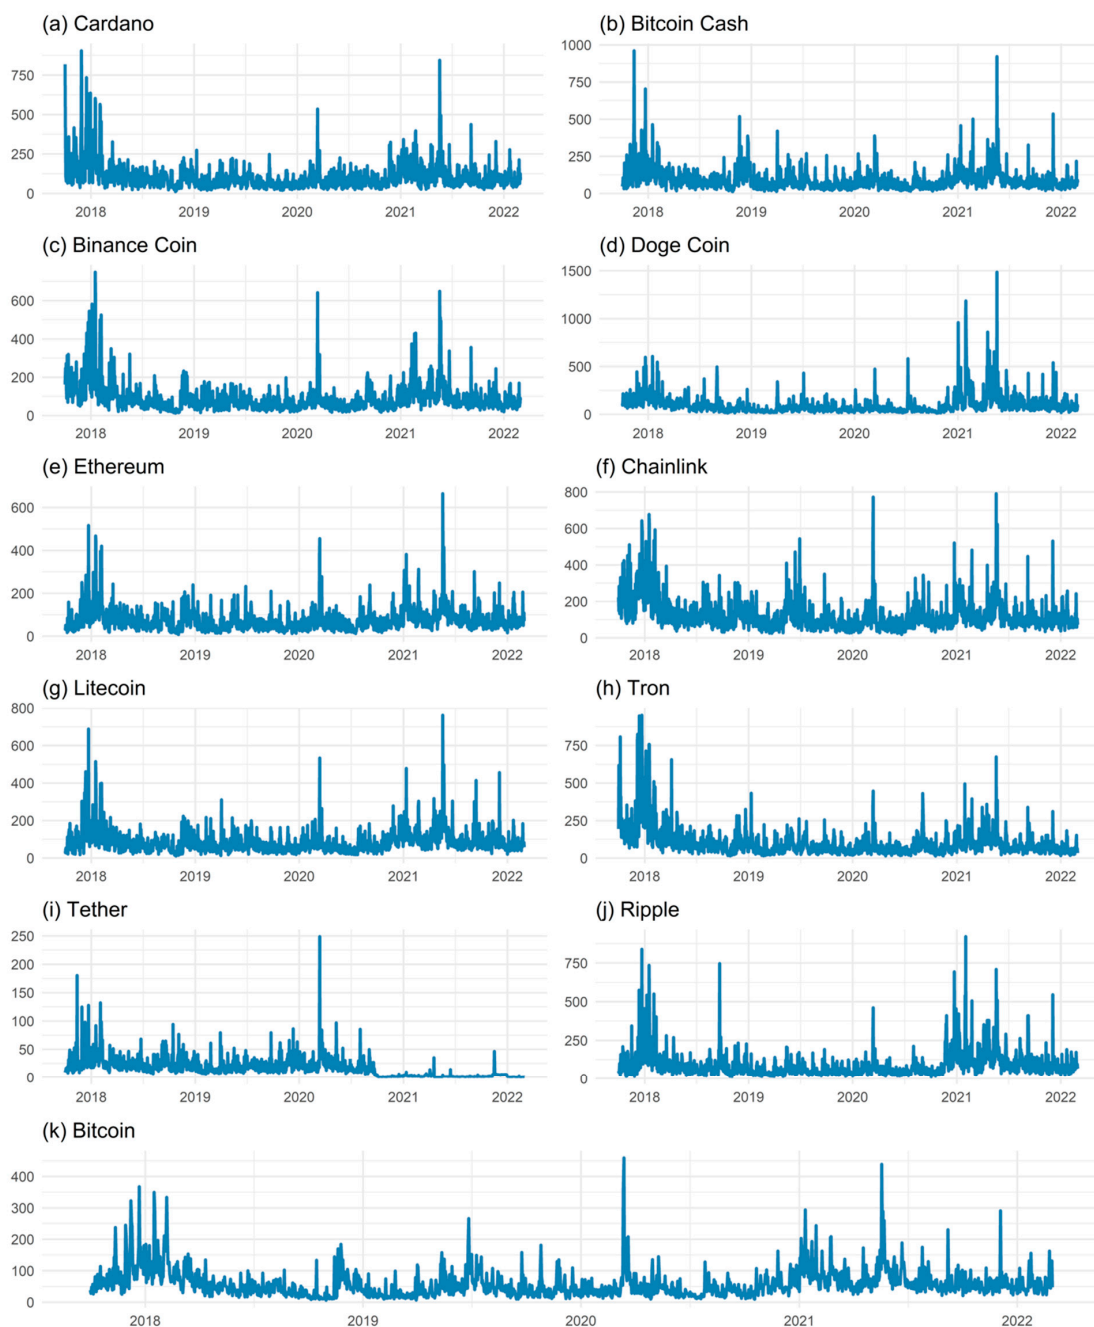 (a) Cardano
750
500
250
0
2018 2019 2020 2021 2022
(b) Bitcoin Cash
1000
750
500
250
0
2018 2019 2020 2021 2022
(c) Binance Coin
600
400
200
0
2018 2019 2020 2021 2022
(d) Doge Coin
1500
1000
500
0
2018 2019 2020 2021 2022
(e) Ethereum
600
400
200
0
2018 2019 2020 2021 2022
(f) Chainlink
800
600
400
200
0
2018 2019 2020 2021 2022
(g) Litecoin
800
600
400
200
0
2018 2019 2020 2021 2022
(h) Tron
750
500
250
0
2018 2019 2020 2021 2022
(i) Tether
250
200
150
100
50
0
2018 2019 2020 2021 2022
(j) Ripple
750
500
250
0
2018 2019 2020 2021 2022
(k) Bitcoin
400
300
200
100
0
2018 2019 2020 2021 2022